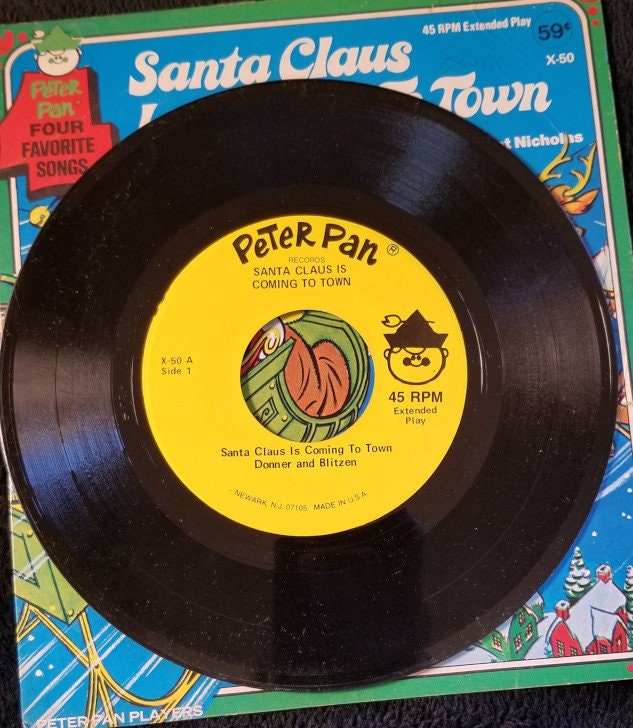 45 RPM Extended Play
59¢
X-50
Santa Claus
Town
Nicholas
PETER
Pan
FOUR
FAVORITE
SONGS
PETER Pan ®
RECORDS
SANTA CLAUS IS
COMING TO TOWN
X-50 A
Side 1
45 RPM
Extended
Play
Santa Claus Is Coming To Town
Donner and Blitzen
NEWARK, N.J. 07105 MADE IN U.S.A.
PETER PAN PLAYERS